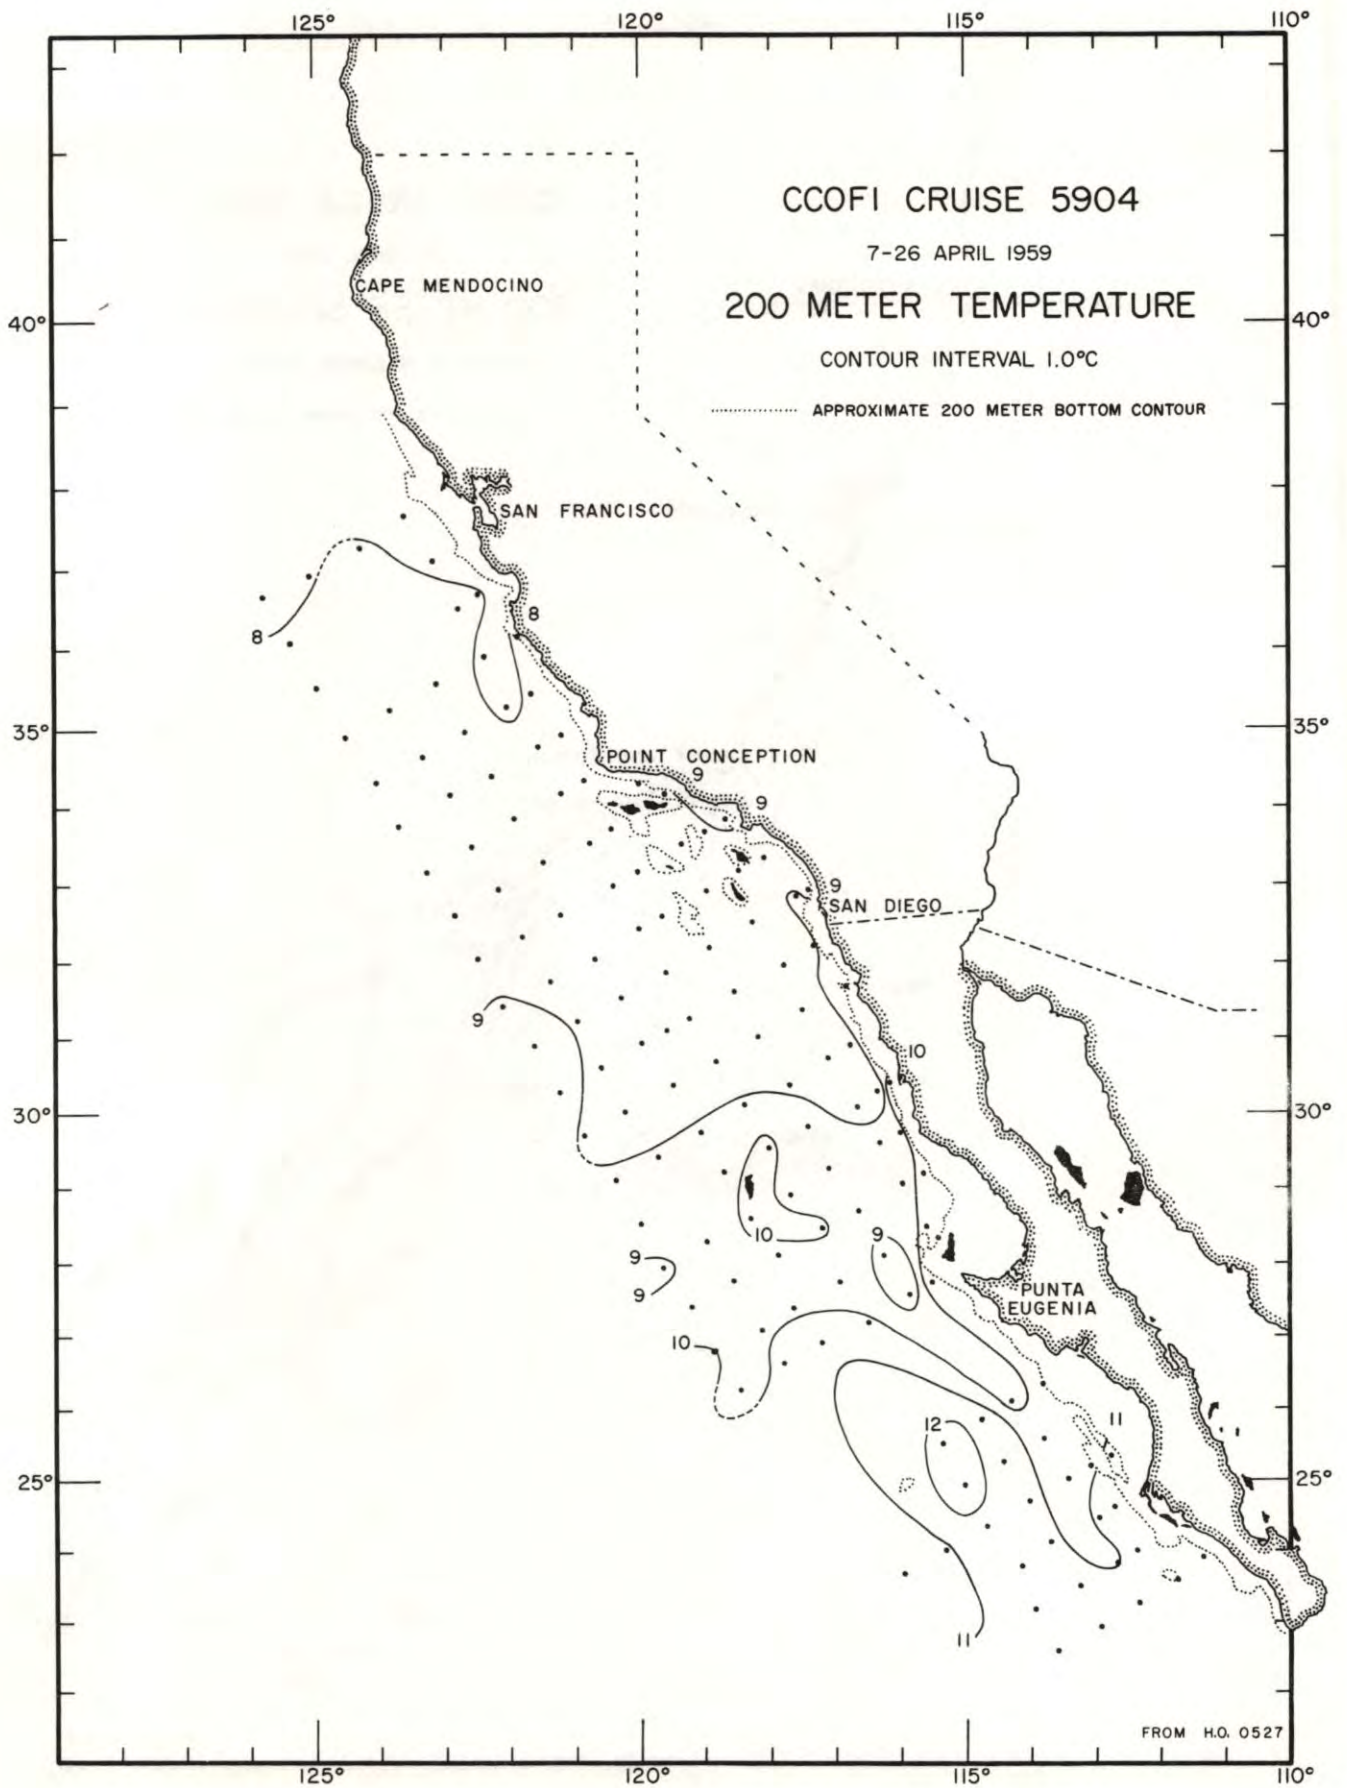 125° 120° 115° 110°
CCOFI CRUISE 5904
7-26 APRIL 1959
CAPE MENDOCINO
200 METER TEMPERATURE
40° 40°
CONTOUR INTERVAL 1.0°C
APPROXIMATE 200 METER BOTTOM CONTOUR
SAN FRANCISCO
8
8
35° 35°
POINT CONCEPTION
9
9
9
SAN DIEGO
9
10
30° 30°
10
9
9
9
PUNTA
EUGENIA
10
12
11
25° 25°
11
FROM H.O. 0527
125° 120° 115° 110°